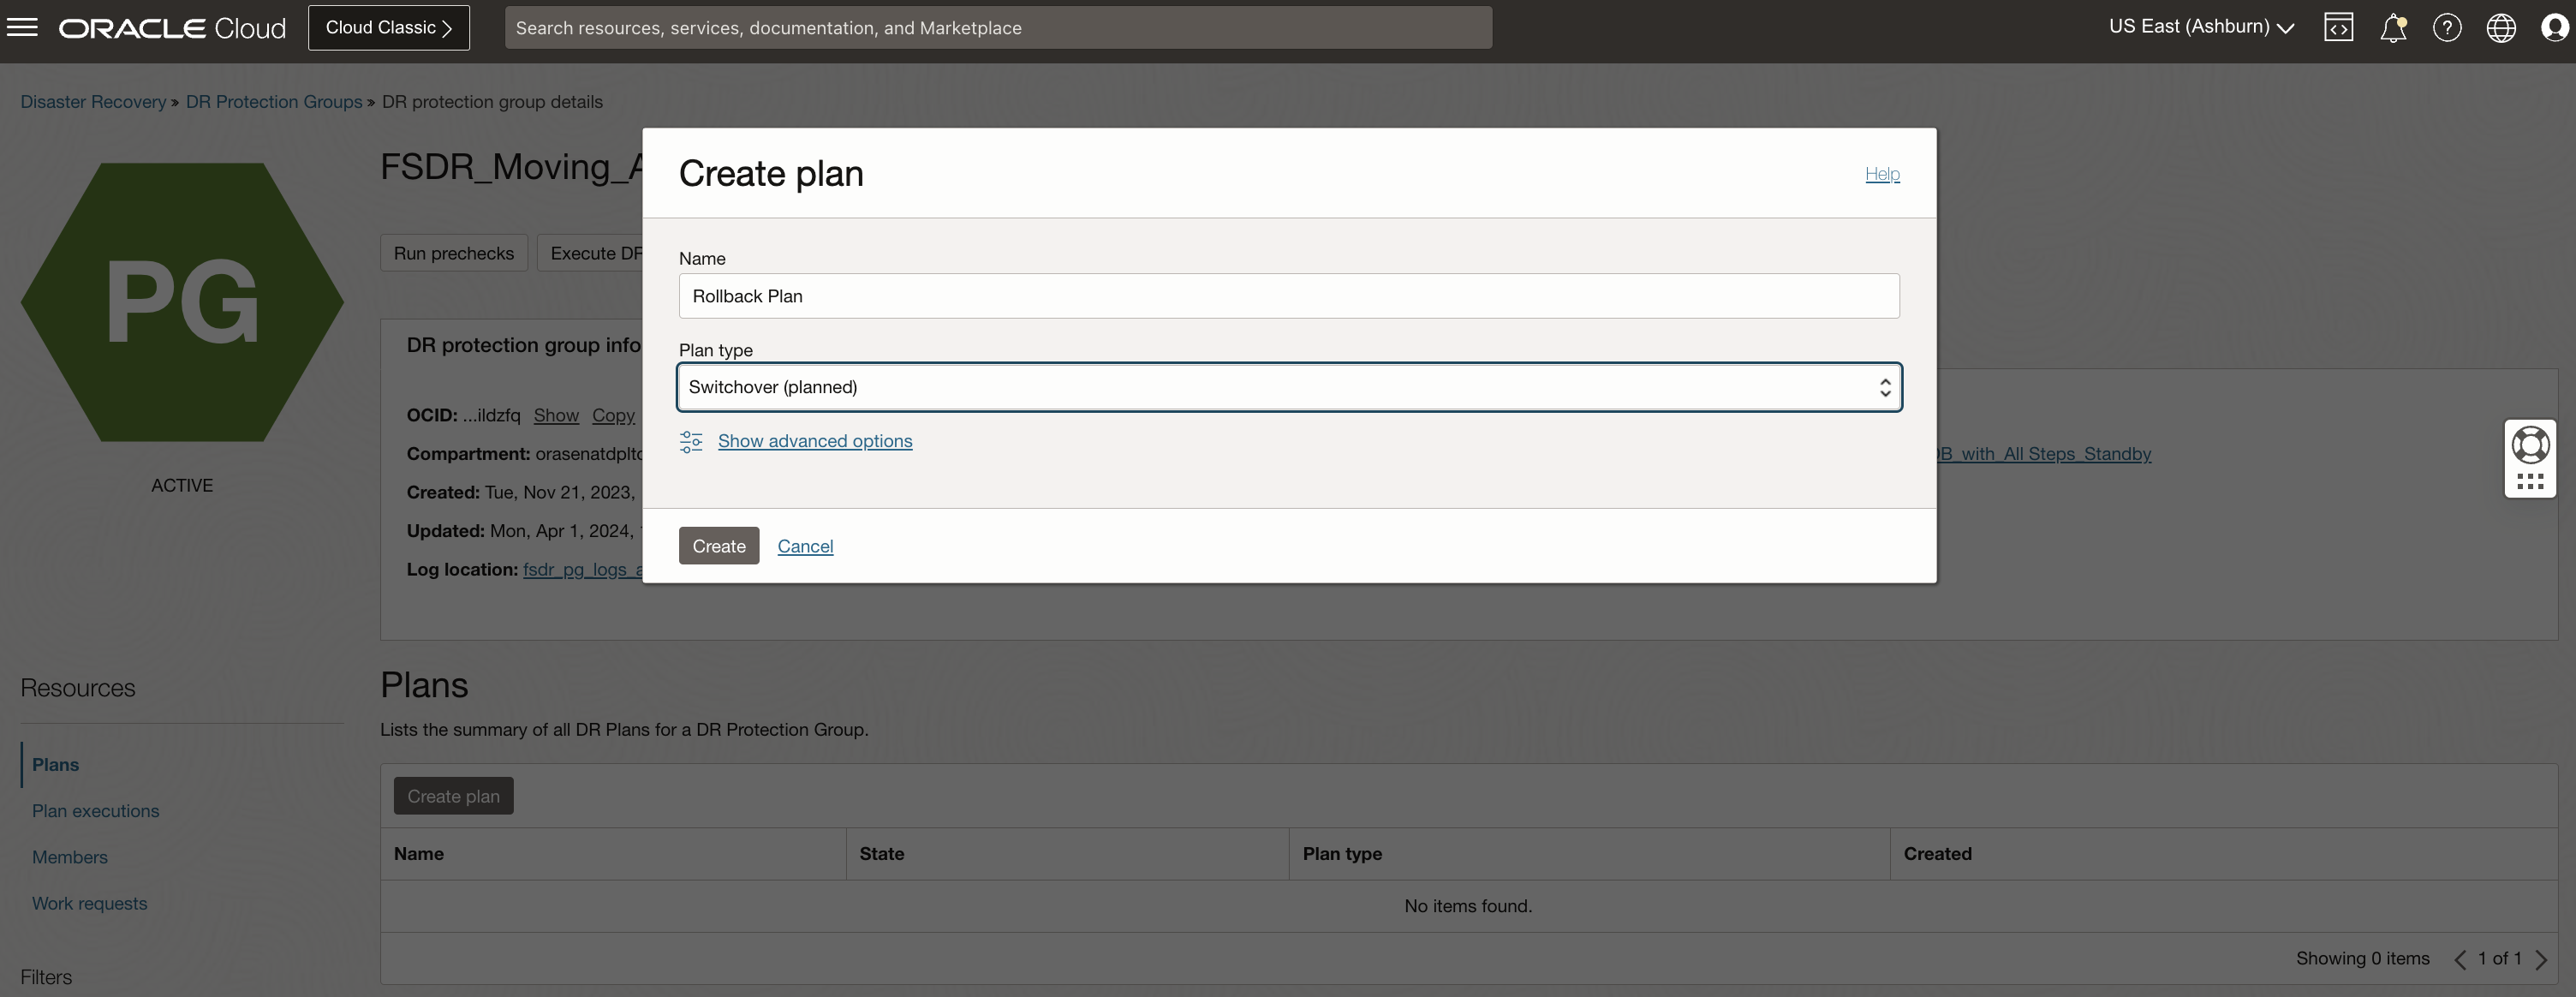 ORACLE Cloud
Cloud Classic
Search resources, services, documentation, and Marketplace
US East (Ashburn)
Disaster Recovery » DR Protection Groups » DR protection group details
PG
ACTIVE
FSDR_Moving_A
Run prechecks
Execute DR
DR protection group info
OCID: ...ildzfq Show Copy
Compartment: orasenatdpltc
Created: Tue, Nov 21, 2023,
Updated: Mon, Apr 1, 2024,
Log location: fsdr_pg_logs_a
DB_with_All Steps_Standby
Create plan
Help
Name
Rollback Plan
Plan type
Switchover (planned)
Show advanced options
Create
Cancel
Resources
Plans
Plan executions
Members
Work requests
Filters
Plans
Lists the summary of all DR Plans for a DR Protection Group.
Create plan
Name State Plan type Created
No items found.
Showing 0 items 1 of 1